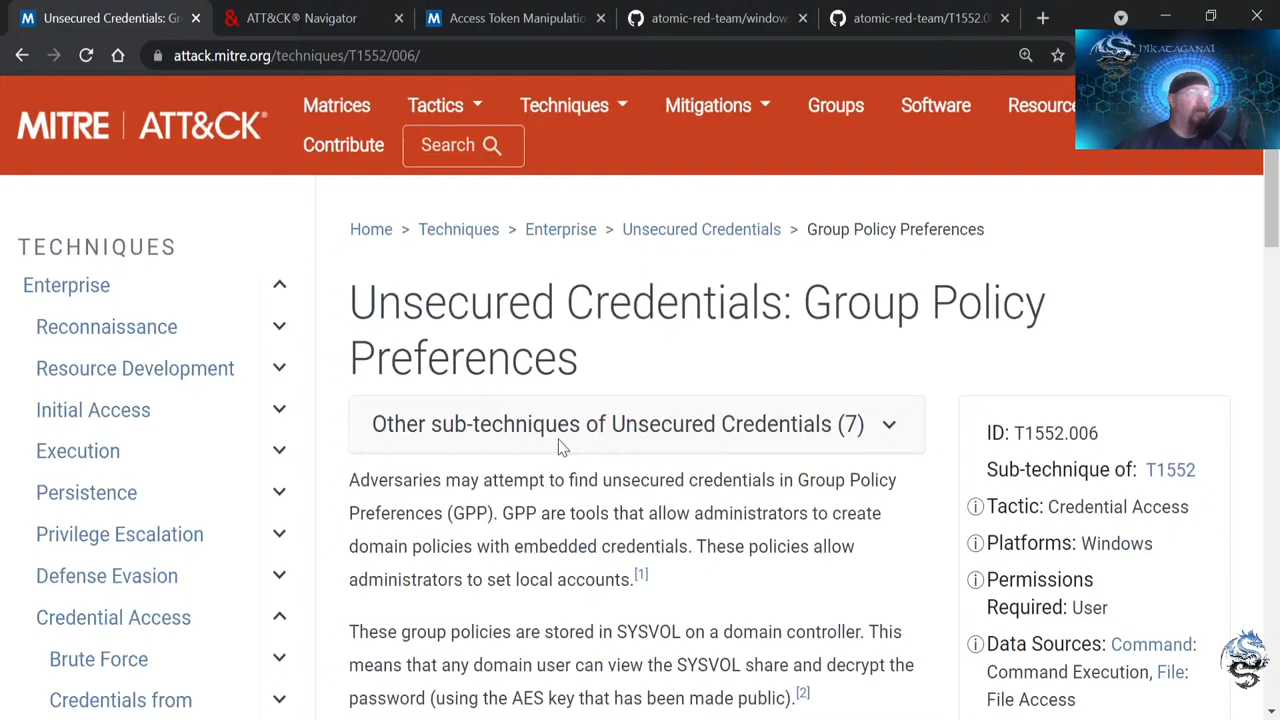 Unsecured Credentials: Gr
ATT&CK® Navigator
Access Token Manipulatio
atomic-red-team/window
atomic-red-team/T1552.0
attack.mitre.org/techniques/T1552/006/
HIKATAGANAI
MITRE | ATT&CK®
Matrices
Tactics
Techniques
Mitigations
Groups
Software
Resource
Contribute
Search
TECHNIQUES
Enterprise
Reconnaissance
Resource Development
Initial Access
Execution
Persistence
Privilege Escalation
Defense Evasion
Credential Access
Brute Force
Credentials from
Home > Techniques > Enterprise > Unsecured Credentials > Group Policy Preferences
Unsecured Credentials: Group Policy
Preferences
Other sub-techniques of Unsecured Credentials (7)
Adversaries may attempt to find unsecured credentials in Group Policy
Preferences (GPP). GPP are tools that allow administrators to create
domain policies with embedded credentials. These policies allow
administrators to set local accounts.[1]
These group policies are stored in SYSVOL on a domain controller. This
means that any domain user can view the SYSVOL share and decrypt the
password (using the AES key that has been made public).[2]
ID: T1552.006
Sub-technique of: T1552
Tactic: Credential Access
Platforms: Windows
Permissions
Required: User
Data Sources: Command:
Command Execution, File:
File Access